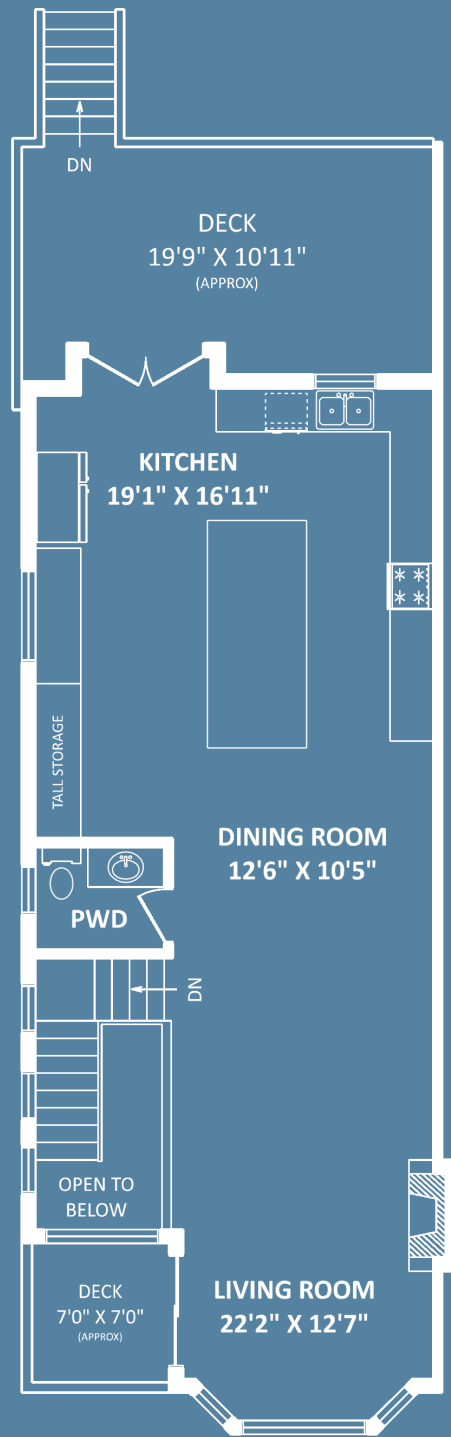 DN
DECK
19'9" X 10'11"
(APPROX)
KITCHEN
19'1" X 16'11"
TALL STORAGE
DINING ROOM
12'6" X 10'5"
PWD
DN
OPEN TO
BELOW
DECK
7'0" X 7'0"
(APPROX)
LIVING ROOM
22'2" X 12'7"